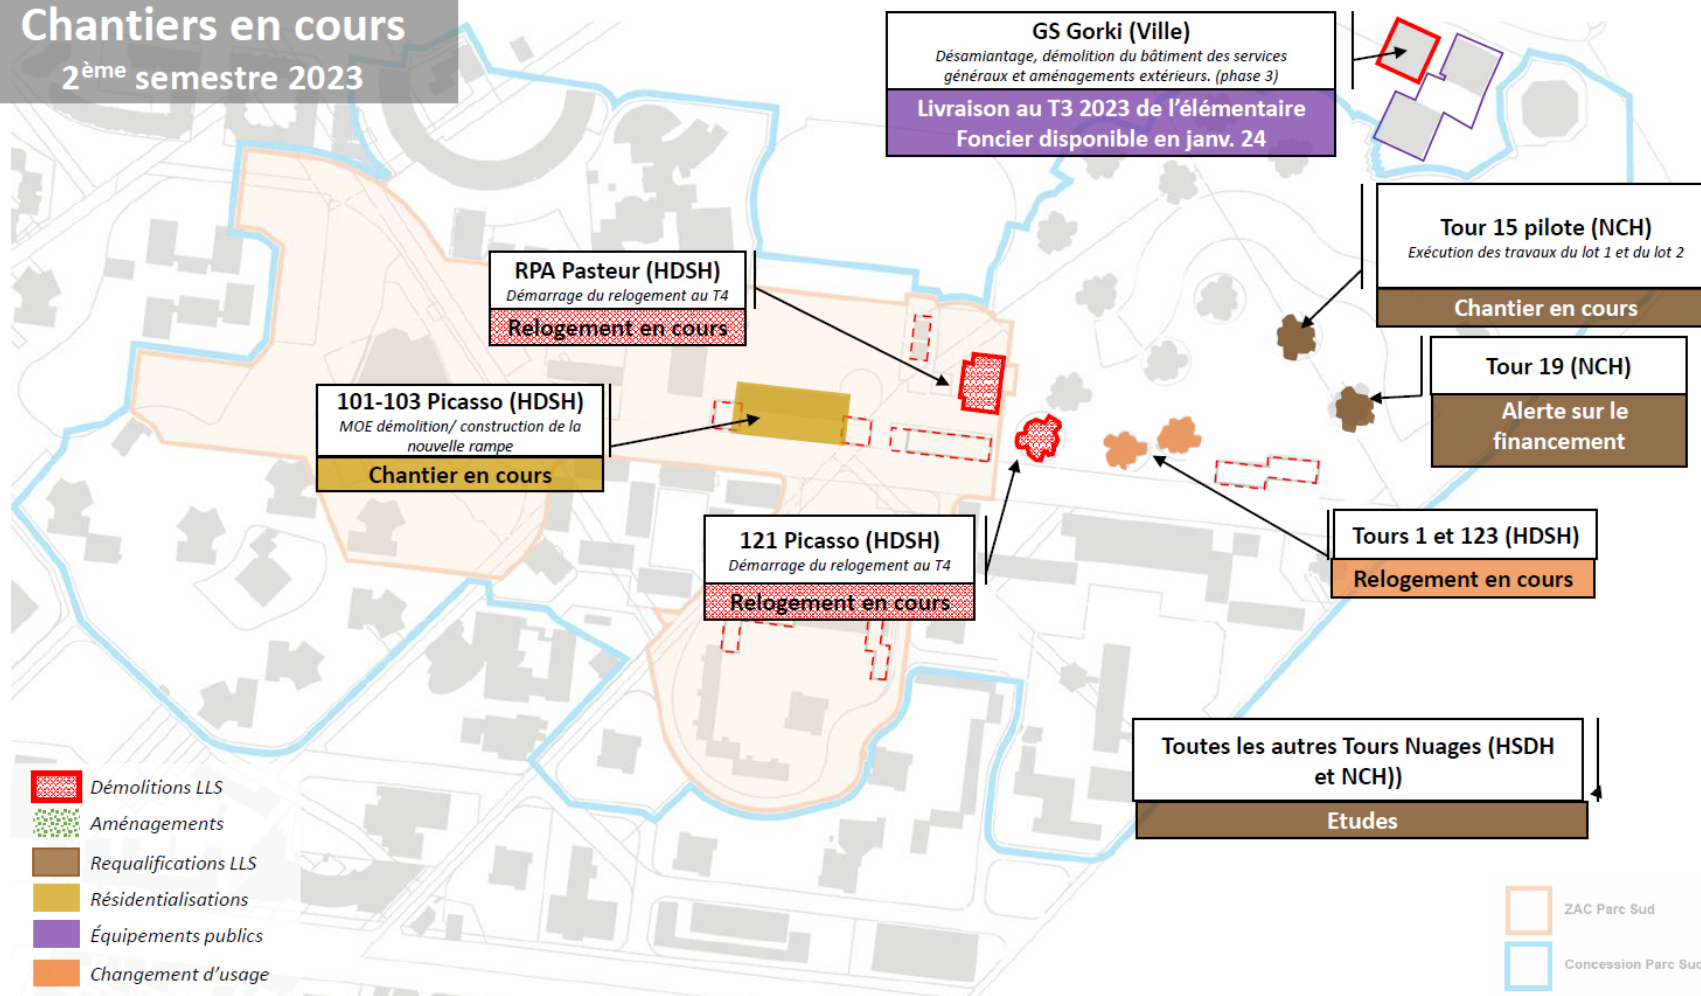 Chantiers en cours
2ème semestre 2023
GS Gorki (Ville)
Désamiantage, démolition du bâtiment des services
généraux et aménagements extérieurs. (phase 3)
Livraison au T3 2023 de l'élémentaire
Foncier disponible en janv. 24
Tour 15 pilote (NCH)
Exécution des travaux du lot 1 et du lot 2
Chantier en cours
RPA Pasteur (HDSH)
Démarrage du relogement au T4
Relogement en cours
Tour 19 (NCH)
Alerte sur le
financement
101-103 Picasso (HDSH)
MOE démolition/ construction de la
nouvelle rampe
Chantier en cours
121 Picasso (HDSH)
Démarrage du relogement au T4
Relogement en cours
Tours 1 et 123 (HDSH)
Relogement en cours
Toutes les autres Tours Nuages (HSDH
et NCH))
Etudes
Démolitions LLS
Aménagements
Requalifications LLS
Résidentialisations
Équipements publics
Changement d'usage
ZAC Parc Sud
Concession Parc Sud